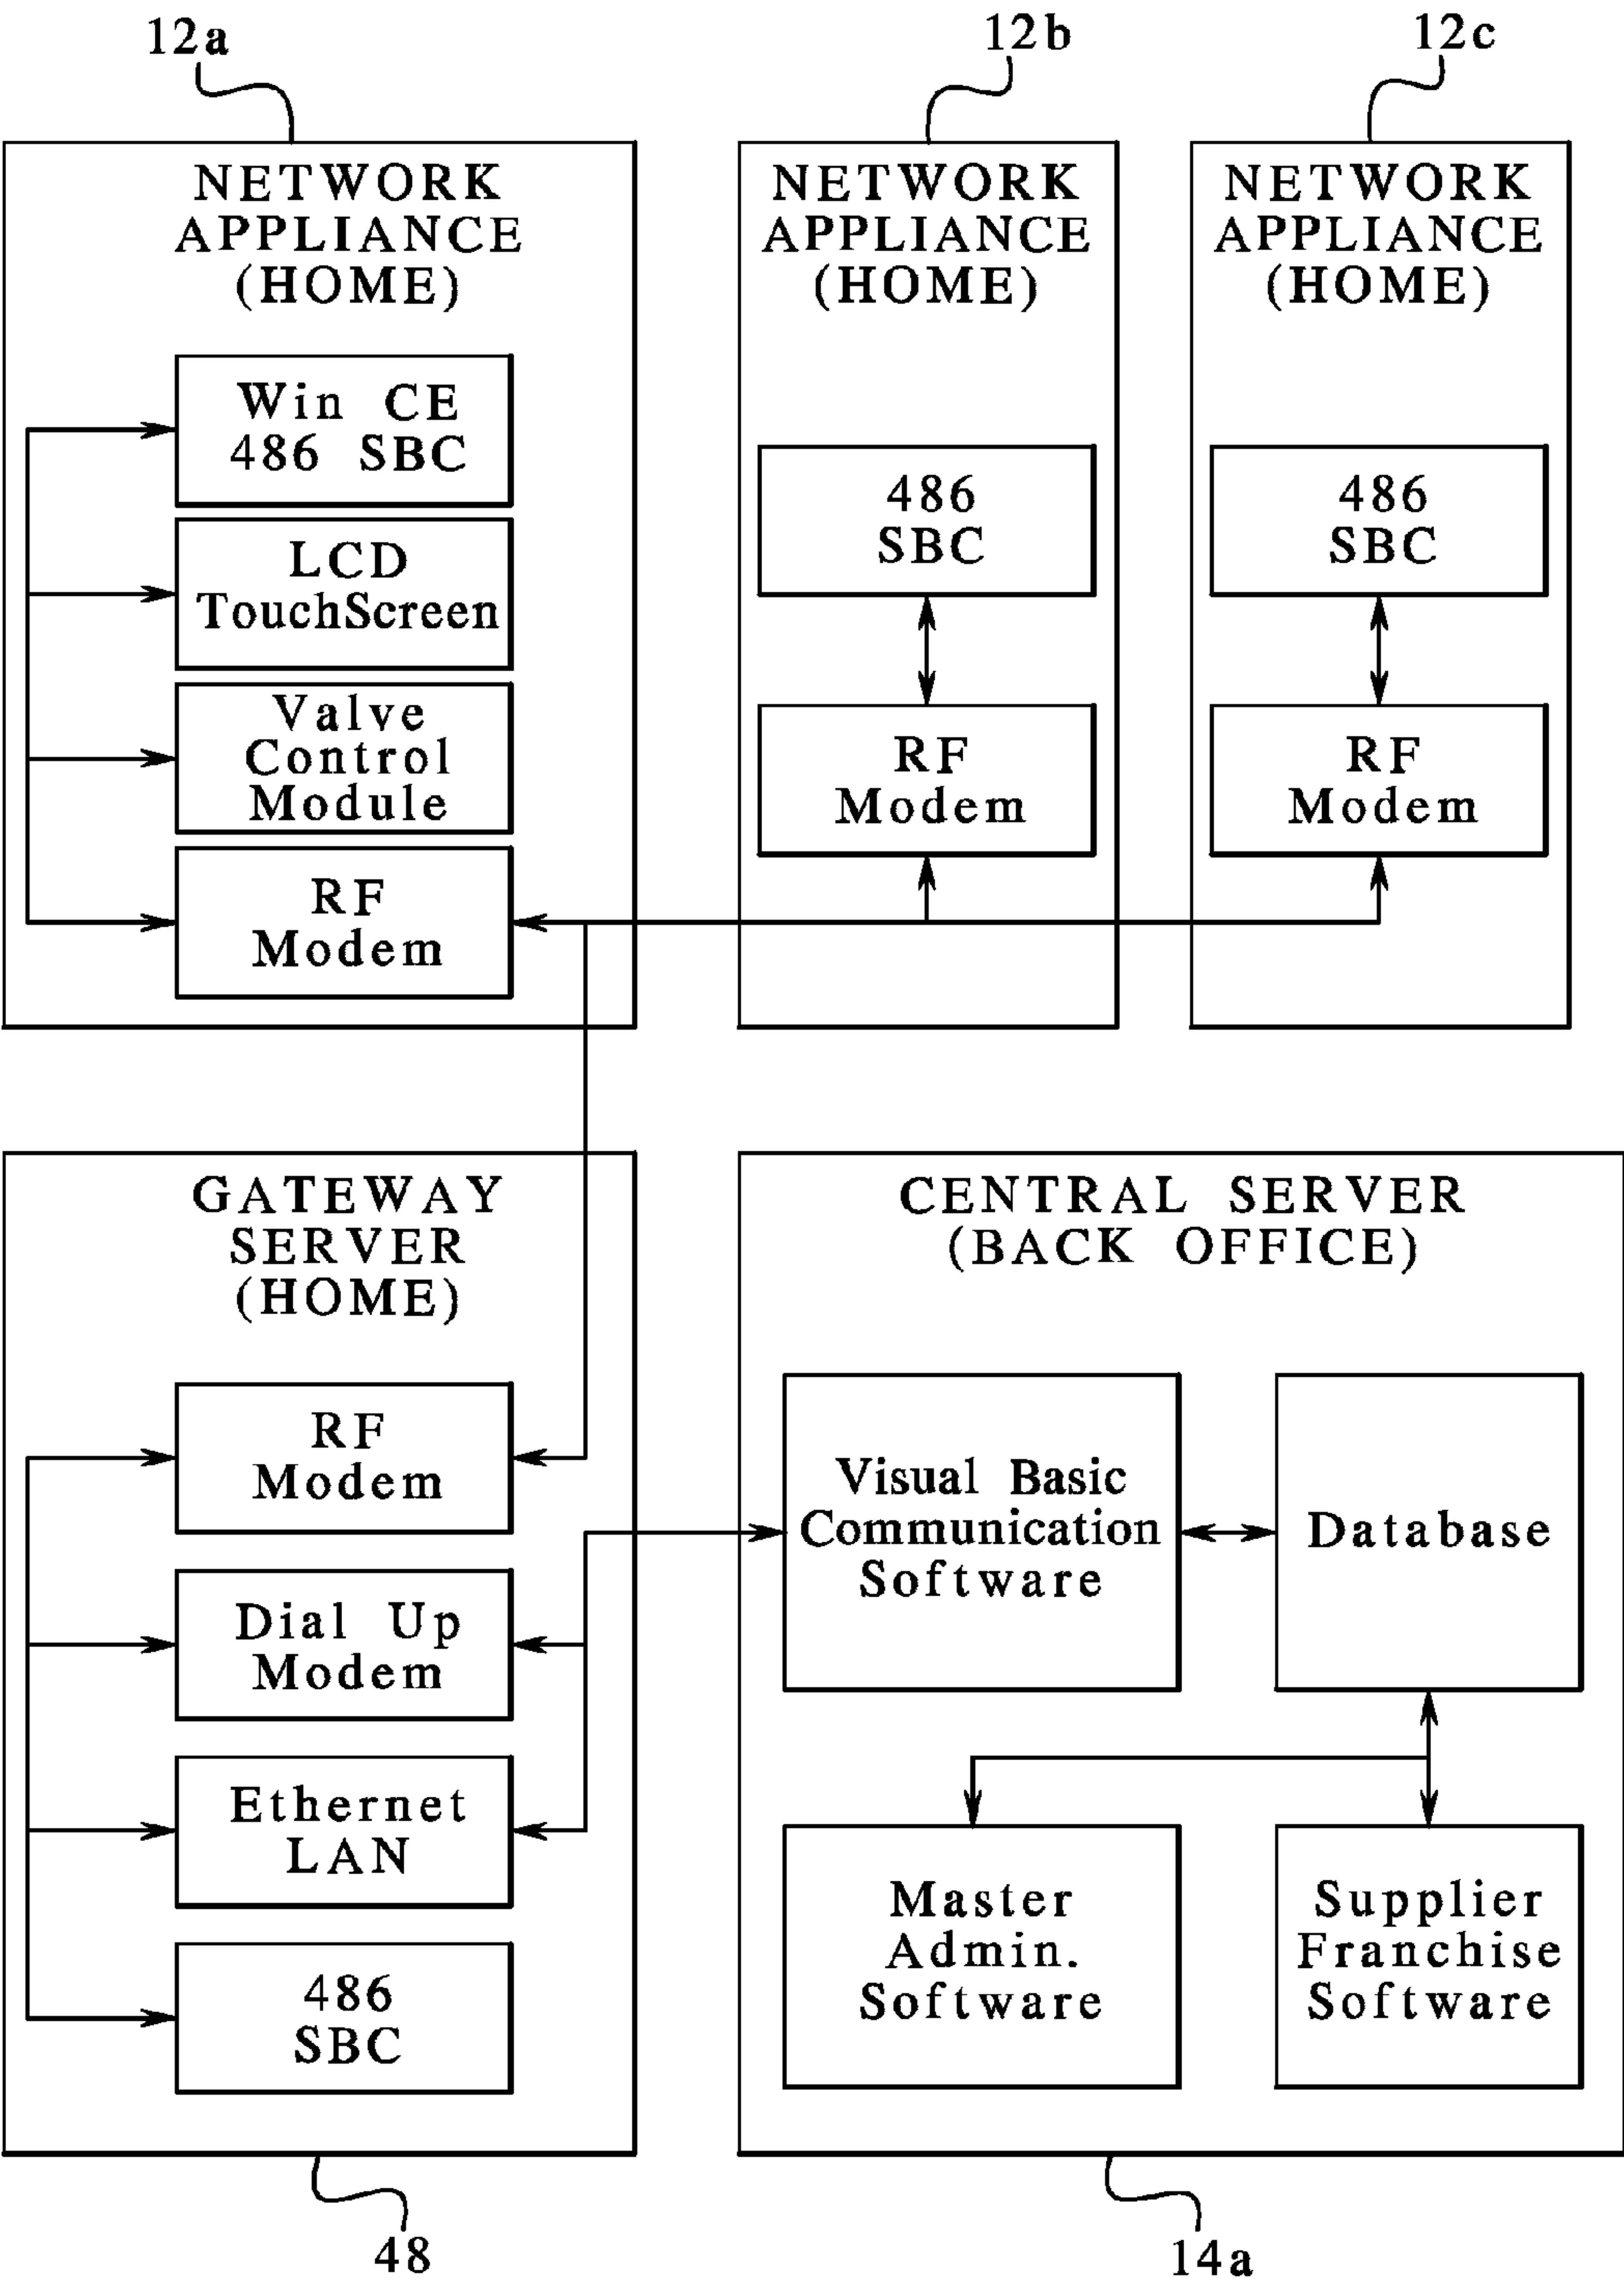 12a
12b
12c
NETWORK
APPLIANCE
(HOME)
Win CE
486 SBC
LCD
TouchScreen
Valve
Control
Module
RF
Modem
NETWORK
APPLIANCE
(HOME)
486
SBC
RF
Modem
NETWORK
APPLIANCE
(HOME)
486
SBC
RF
Modem
GATEWAY
SERVER
(HOME)
RF
Modem
Dial Up
Modem
Ethernet
LAN
486
SBC
48
CENTRAL SERVER
(BACK OFFICE)
Visual Basic
Communication
Software
Database
Master
Admin.
Software
Supplier
Franchise
Software
14a